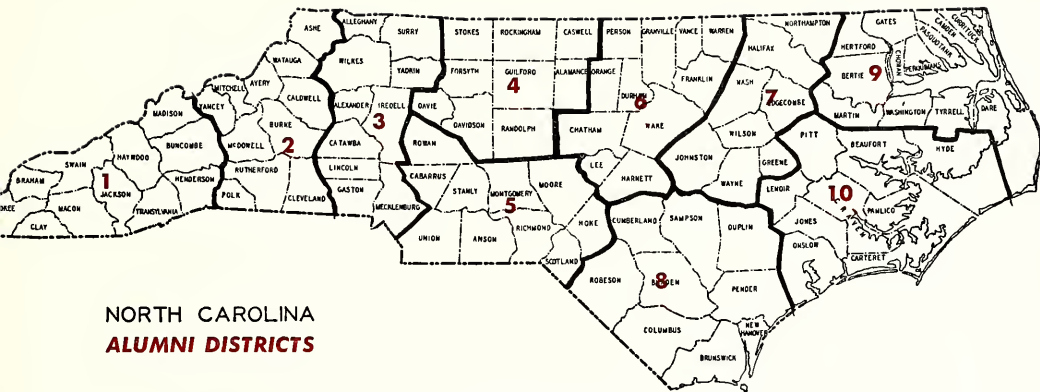 ASHE
ALLEGHANY
SURRY
STOKES
ROCKINGHAM
CASWELL
PERSON
GRANVILLE
VANCE
WARREN
NORTHAMPTON
GATES
CURRITUCK
CAMDEN
PASQUOTANK
PERQUIMANS
CHOWAN
HERTFORD
HALIFAX
BERTIE
9
WATAUGA
WILKES
YADKIN
FORSYTH
GUILFORD
4
ALAMANCE
ORANGE
DURHAM
6
FRANKLIN
NASH
7
EDGECOMBE
MARTIN
WASHINGTON
TYRRELL
DARE
MITCHELL
AVERY
CALDWELL
ALEXANDER
IREDELL
3
DAVIE
DAVIDSON
RANDOLPH
CHATHAM
WAKE
WILSON
PITT
BEAUFORT
HYDE
MADISON
YANCEY
BURKE
2
McDOWELL
CATAWBA
ROWAN
LEE
JOHNSTON
GREENE
WAYNE
LENOIR
10
PAMLICO
HAYWOOD
BUNCOMBE
RUTHERFORD
LINCOLN
CABARRUS
STANLY
MONTGOMERY
5
MOORE
HARNETT
SWAIN
1
JACKSON
HENDERSON
POLK
CLEVELAND
GASTON
MECKLENBURG
UNION
ANSON
RICHMOND
HOKE
CUMBERLAND
SAMPSON
DUPLIN
JONES
ONSLOW
CARTERET
MACON
TRANSYLVANIA
CLAY
SCOTLAND
ROBESON
8
PENDER
COLUMBUS
NEW
HANOVER
BRUNSWICK
NORTH CAROLINA
ALUMNI DISTRICTS